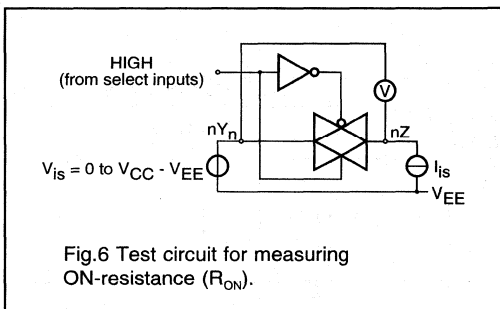 HIGH
(from select inputs)
V
nYn
nZ
Vis = 0 to VCC - VEE
Iis
VEE
Fig.6 Test circuit for measuring
ON-resistance (RON).